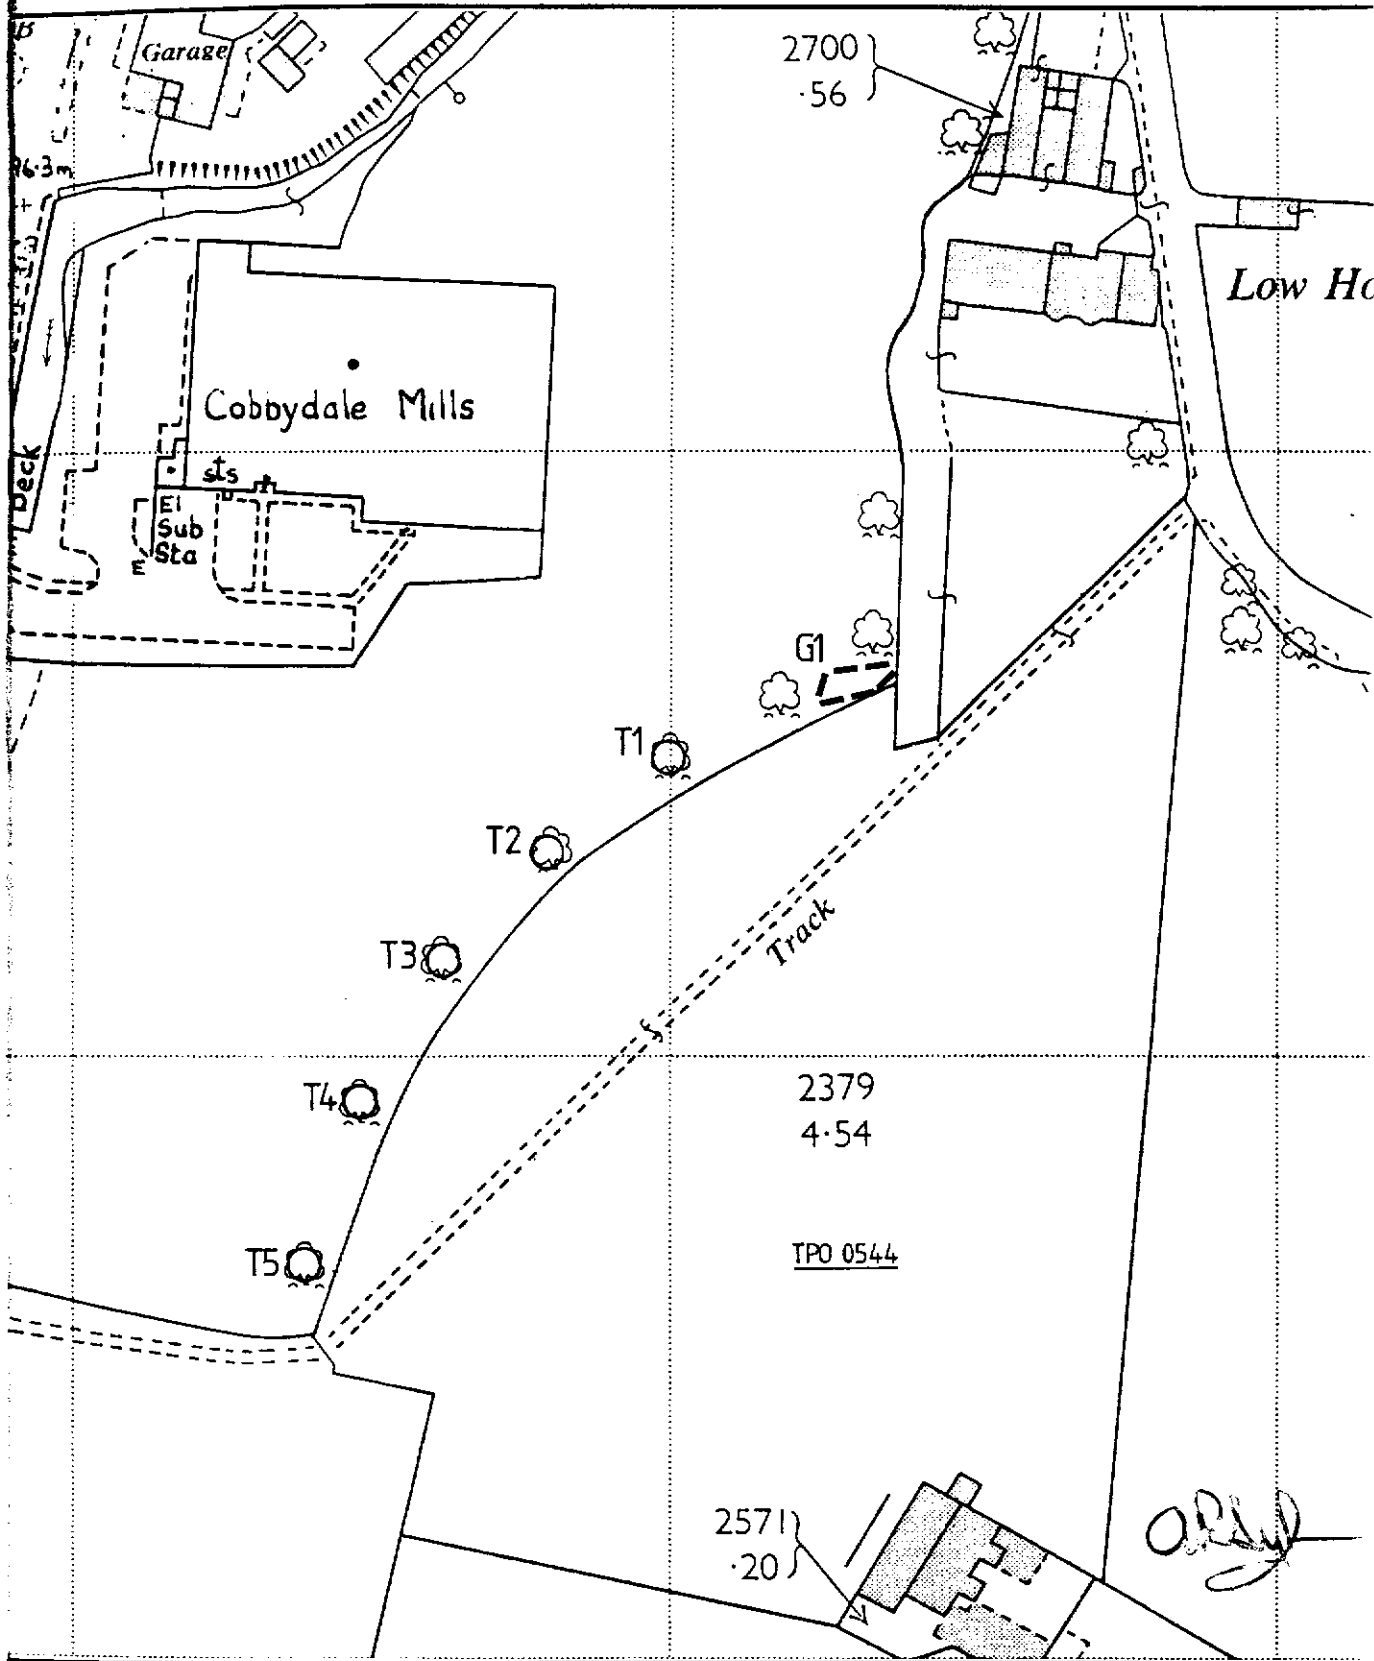 Garage
2700
.56
96.3m
Low Ho
Cobbydale Mills
Beck
sts
El
Sub
Sta
G1
T1
T2
T3
Track
T4
2379
4.54
TPO 0544
T5
2571
.20